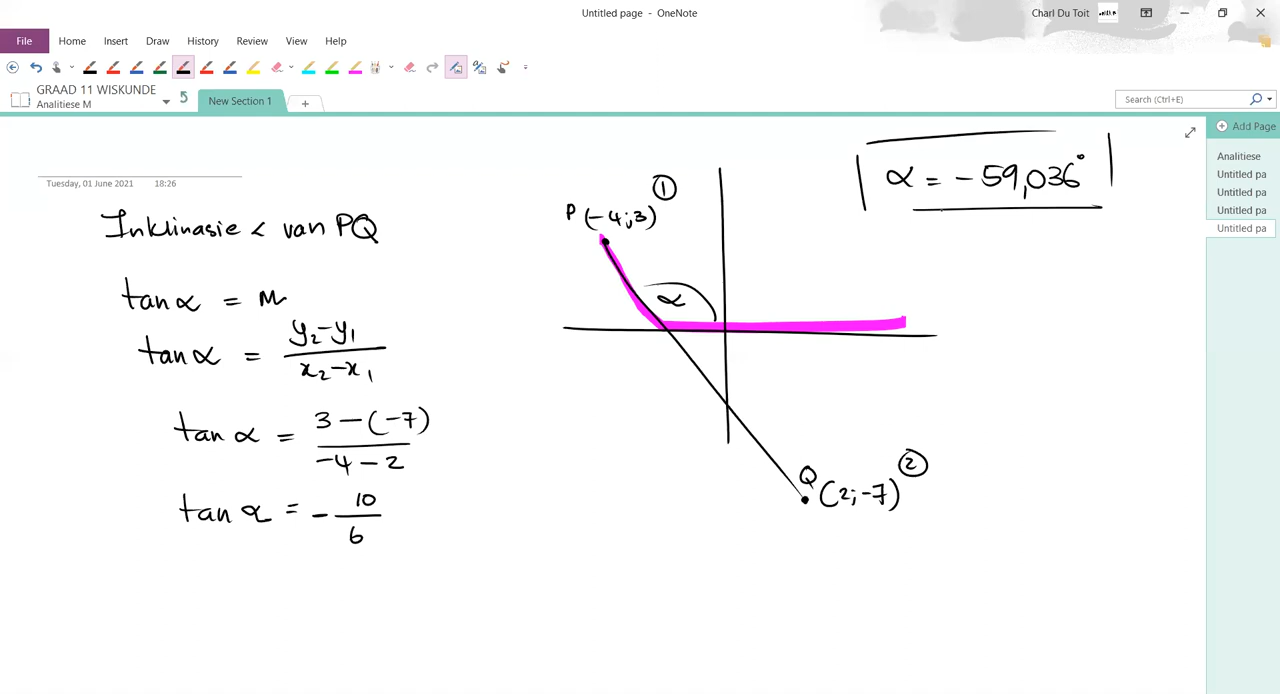 Untitled page - OneNote
Charl Du Toit
File Home Insert Draw History Review View Help
GRAAD 11 WISKUNDE
Analitiese M
New Section 1
+
Search (Ctrl+E)
Add Page
Analitiese
Untitled pa
Untitled pa
Untitled pa
Untitled pa
Tuesday, 01 June 2021 18:26
Inklinasie < van PQ
tan α = m
tan α = y₂-y₁ / x₂-x₁
tan α = 3-(-7) / -4-2
tan α = - 10 / 6
P (-4;3) ①
α
Q (2;-7) ②
α = -59,036°